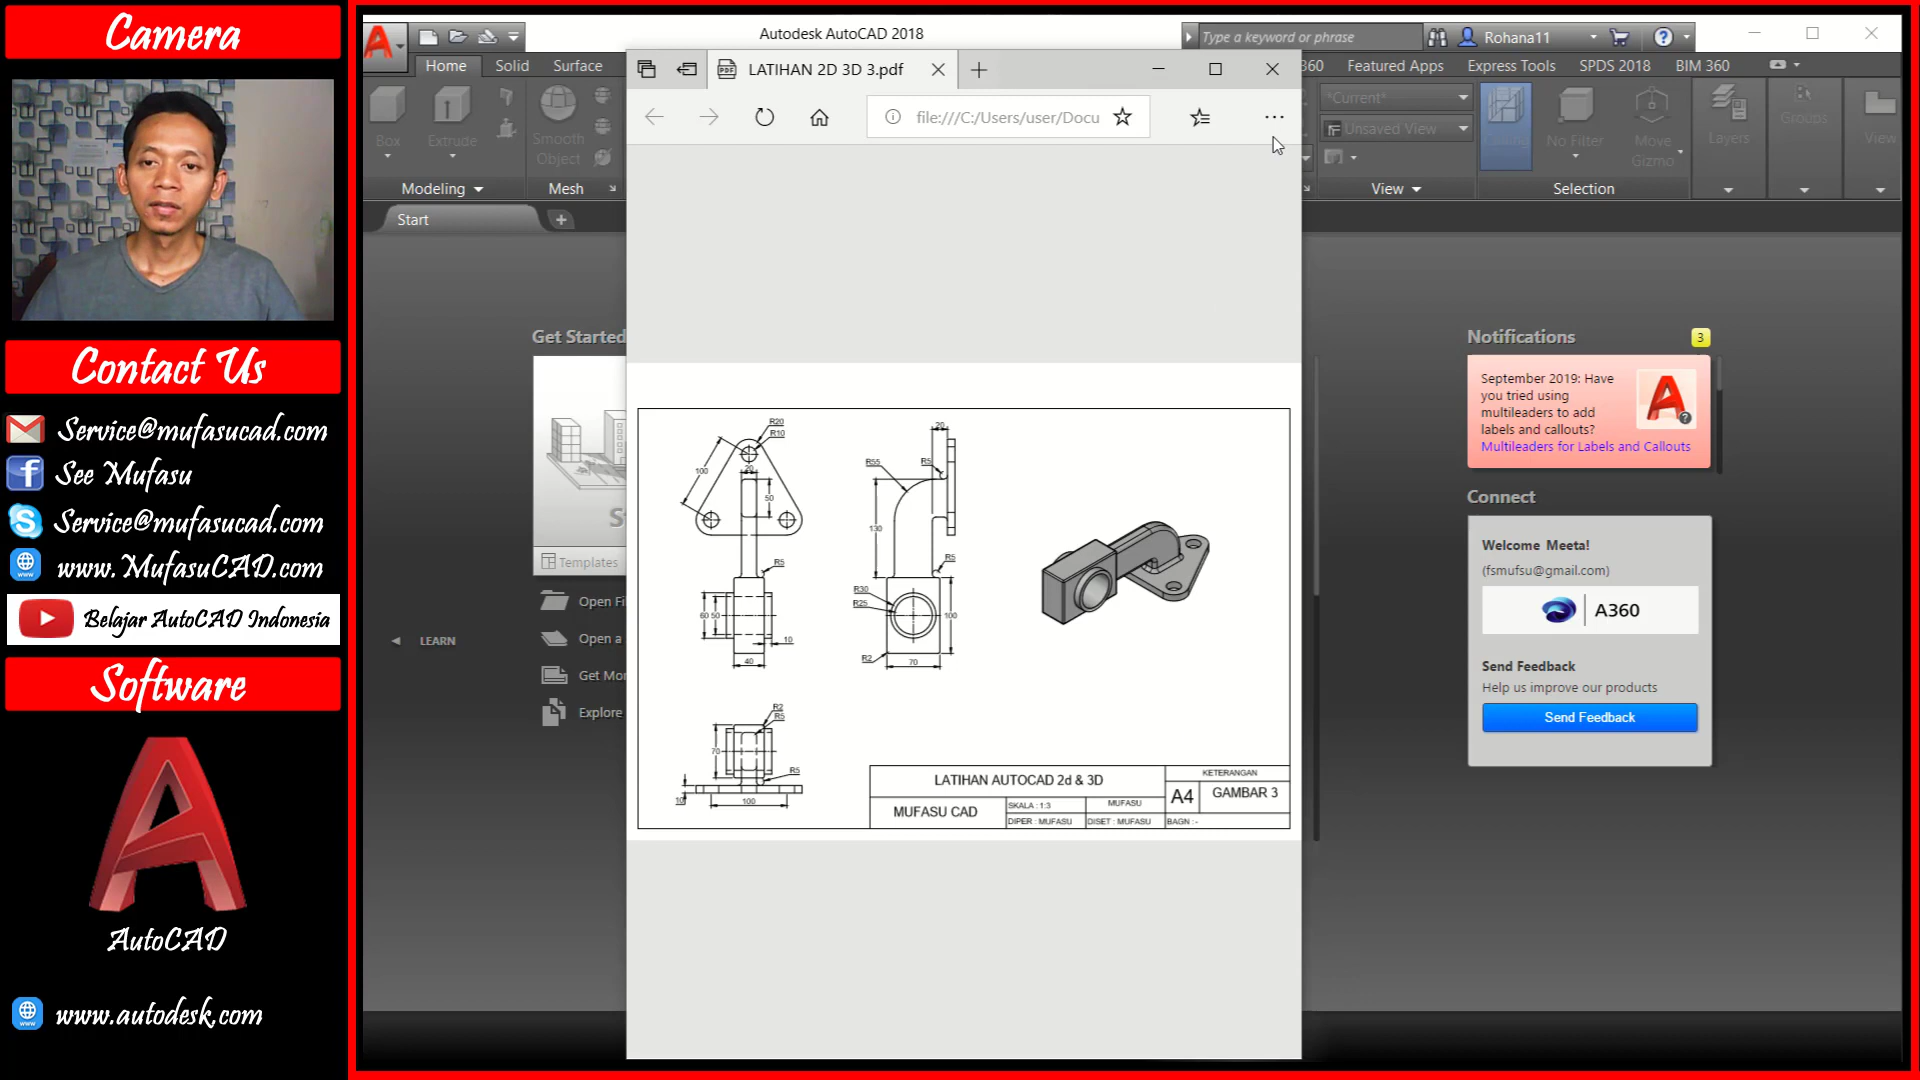 Camera
Contact Us
Service@mufasucad.com
See Mufasu
Service@mufasucad.com
www.MufasuCAD.com
Belajar AutoCAD Indonesia
Software
AutoCAD
www.autodesk.com
Autodesk AutoCAD 2018
Type a keyword or phrase
Rohana11
Home
Solid
Surface
360
Featured Apps
Express Tools
SPDS 2018
BIM 360
LATIHAN 2D 3D 3.pdf
file:///C:/Users/user/Docu
Box
Extrude
Smooth
Object
Modeling
Mesh
*Current*
Unsaved View
View
No Filter
Move
Gizmo
Selection
Layers
Groups
View
Start
Get Started
Templates
Open Fi
Open a
Get Mor
Explore
LEARN
R20
R10
100
20
50
R5
60 50
10
40
20
R5
R55
130
R5
R30
R25
100
R2
70
R2
R5
70
R5
10
100
LATIHAN AUTOCAD 2d & 3D
MUFASU CAD
SKALA : 1:3
MUFASU
DIPER : MUFASU
DISET : MUFASU
KETERANGAN
A4
GAMBAR 3
BAGN : -
Notifications
3
September 2019: Have
you tried using
multileaders to add
labels and callouts?
Multileaders for Labels and Callouts
Connect
Welcome Meeta!
(fsmufsu@gmail.com)
A360
Send Feedback
Help us improve our products
Send Feedback